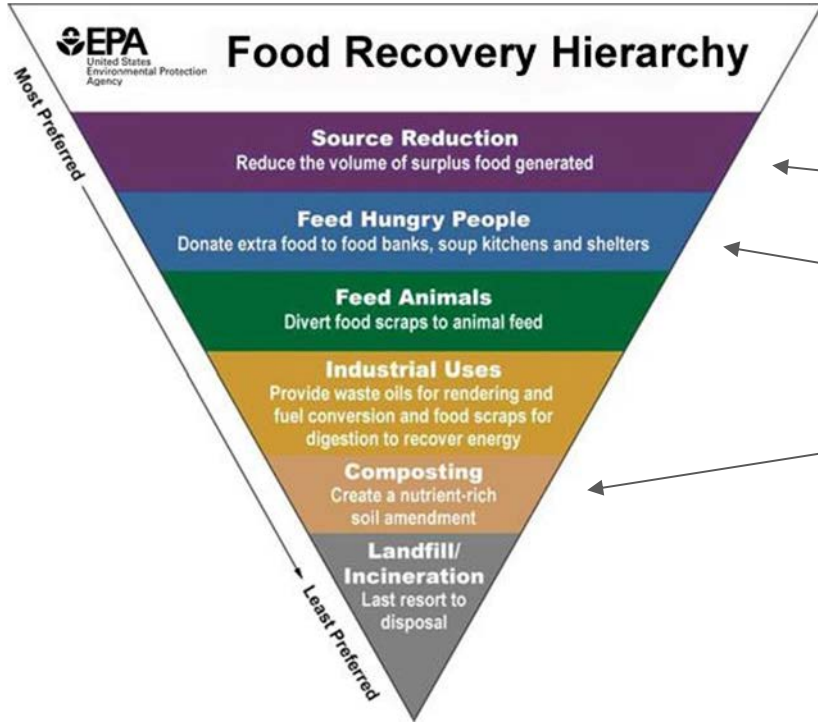 EPA
United States
Environmental Protection
Agency
Food Recovery Hierarchy
Most Preferred
Source Reduction
Reduce the volume of surplus food generated
Feed Hungry People
Donate extra food to food banks, soup kitchens and shelters
Feed Animals
Divert food scraps to animal feed
Industrial Uses
Provide waste oils for rendering and
fuel conversion and food scraps for
digestion to recover energy
Composting
Create a nutrient-rich
soil amendment
Landfill/
Incineration
Last resort to
disposal
Least Preferred